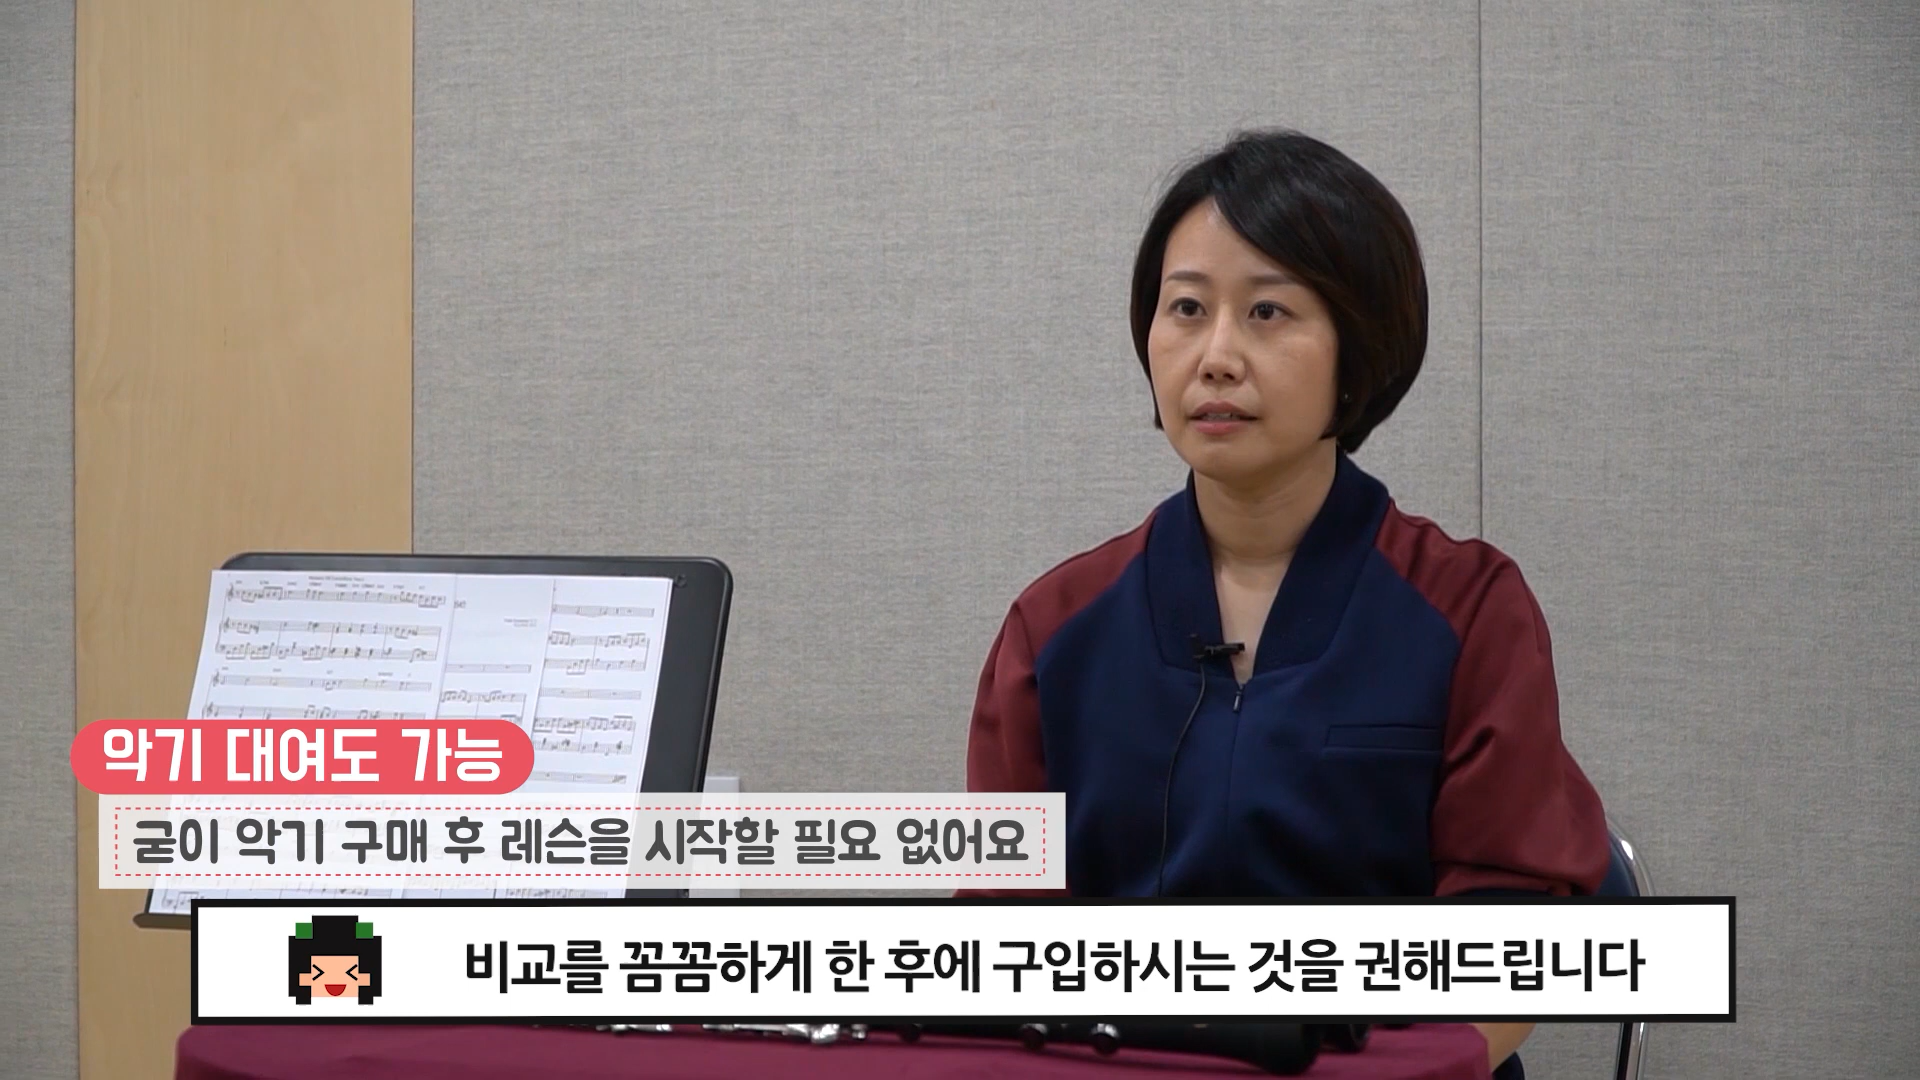 악기 대여도 가능
굳이 악기 구매 후 레슨을 시작할 필요 없어요
비교를 꼼꼼하게 한 후에 구입하시는 것을 권해드립니다